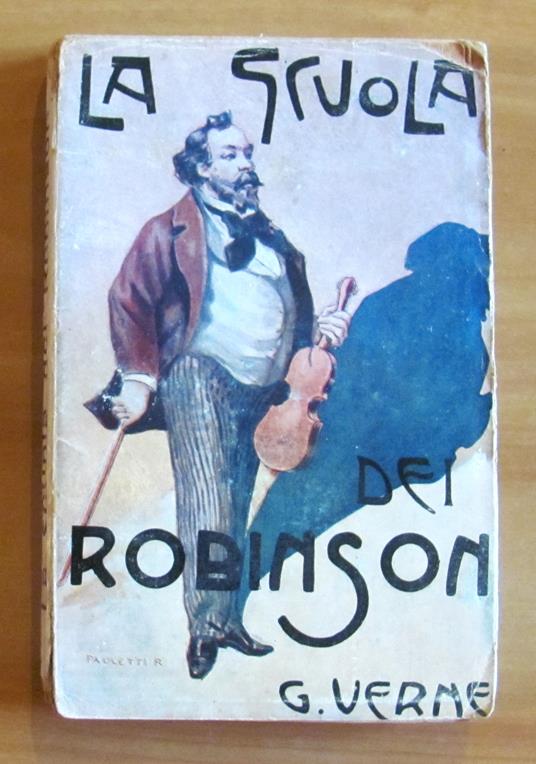 LA SCUOLA
DEI
ROBINSON
PAOLETTI R
G. VERNE